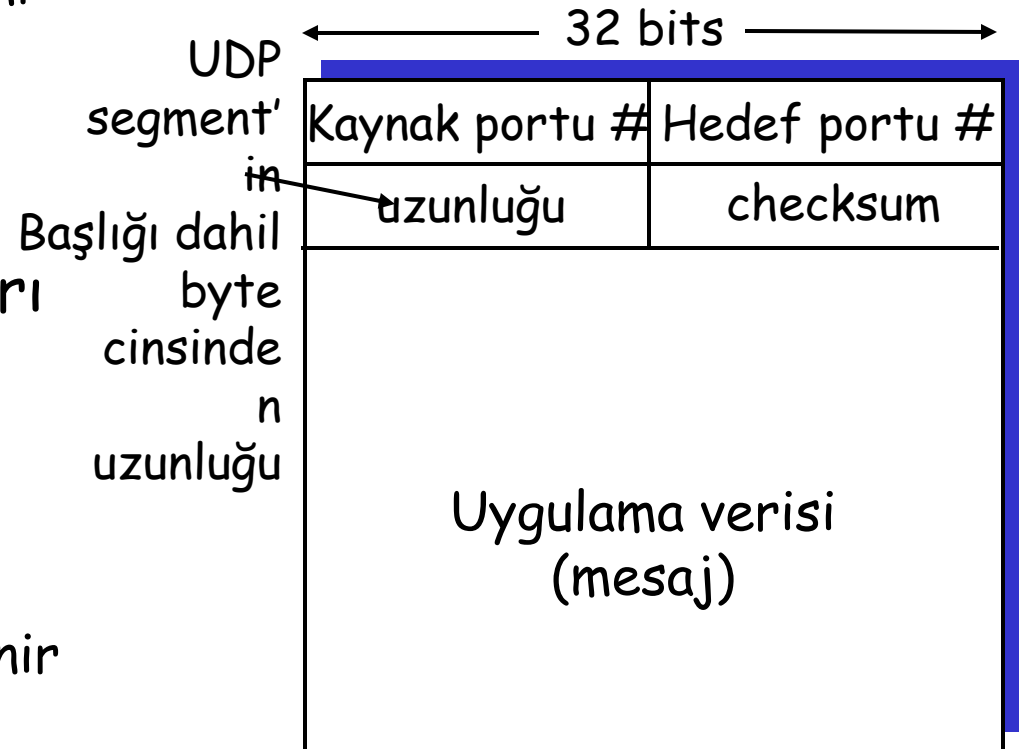 32 bits
UDP
segment’
in
Başlığı dahil
byte
cinsinde
n
uzunluğu
rı
Kaynak portu #
Hedef portu #
uzunluğu
checksum
Uygulama verisi
(mesaj)